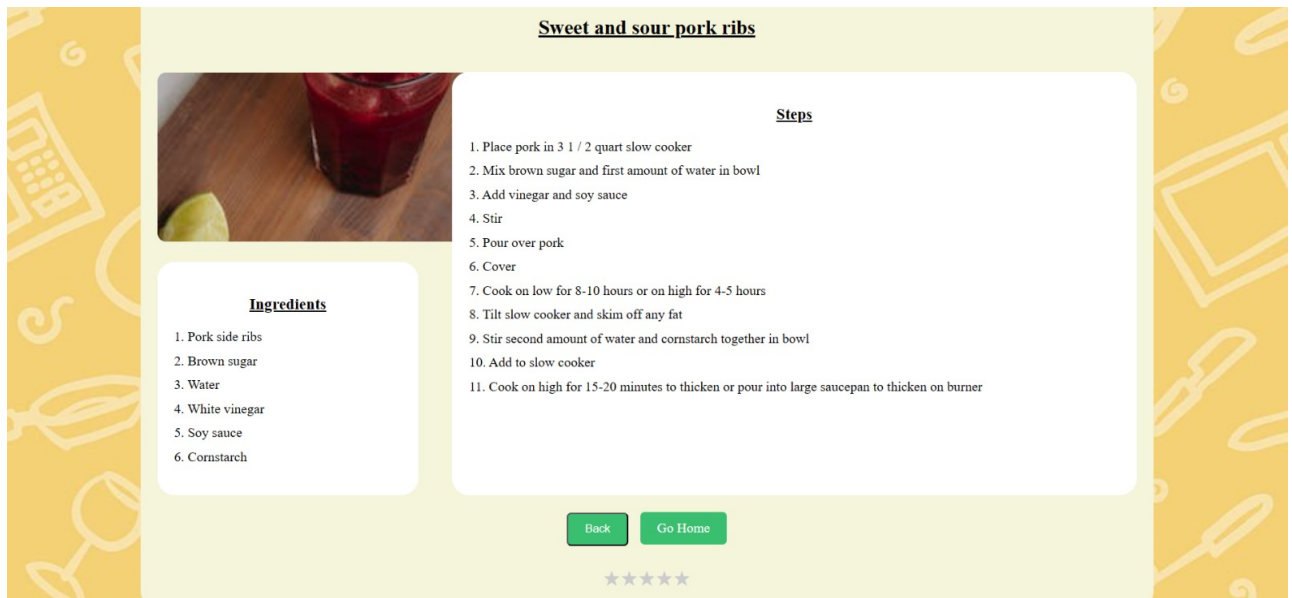 Sweet and sour pork ribs
Ingredients
1. Pork side ribs
2. Brown sugar
3. Water
4. White vinegar
5. Soy sauce
6. Cornstarch
Steps
1. Place pork in 3 1 / 2 quart slow cooker
2. Mix brown sugar and first amount of water in bowl
3. Add vinegar and soy sauce
4. Stir
5. Pour over pork
6. Cover
7. Cook on low for 8-10 hours or on high for 4-5 hours
8. Tilt slow cooker and skim off any fat
9. Stir second amount of water and cornstarch together in bowl
10. Add to slow cooker
11. Cook on high for 15-20 minutes to thicken or pour into large saucepan to thicken on burner
Back
Go Home